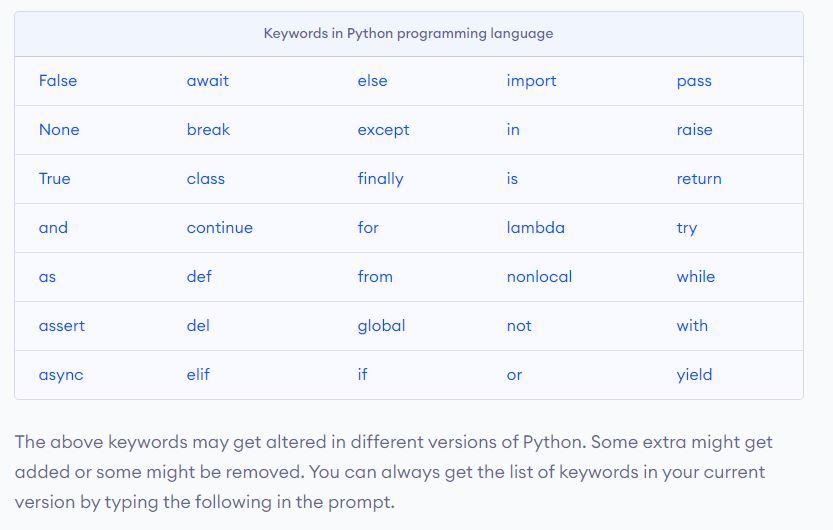 Keywords in Python programming language
False await else import pass
None break except in raise
True class finally is return
and continue for lambda try
as def from nonlocal while
assert del global not with
async elif if or yield
The above keywords may get altered in different versions of Python. Some extra might get
added or some might be removed. You can always get the list of keywords in your current
version by typing the following in the prompt.